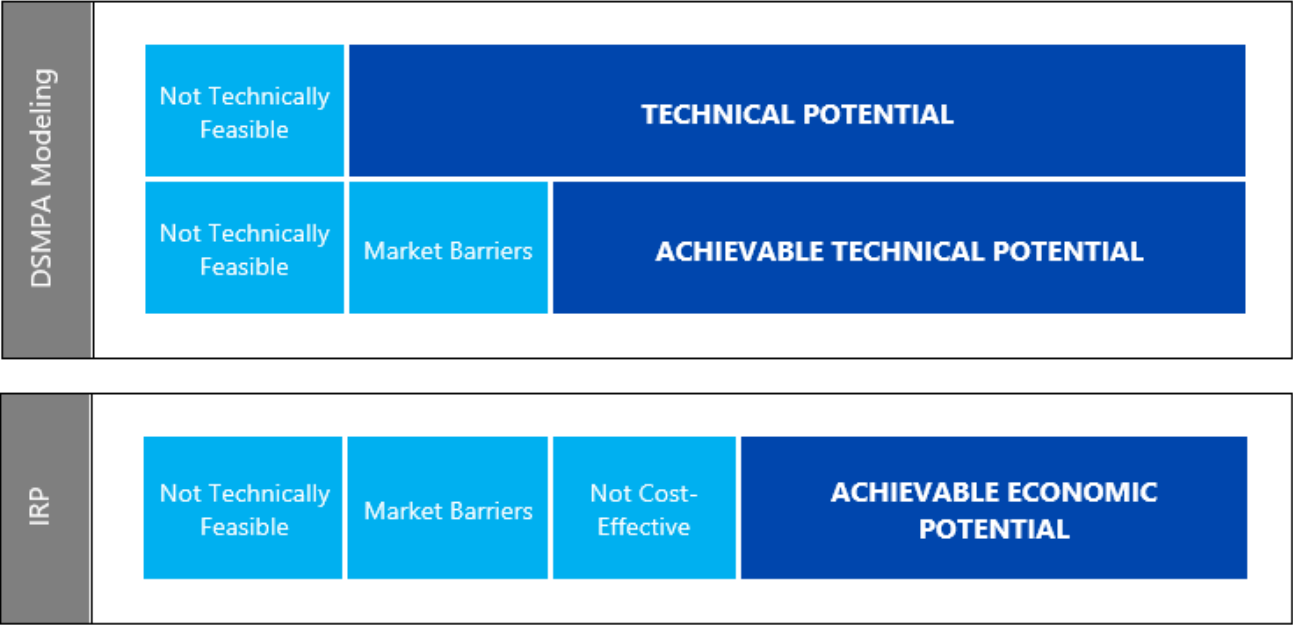 DSMPA Modeling
Not Technically
Feasible
TECHNICAL POTENTIAL
Not Technically
Feasible
Market Barriers
ACHIEVABLE TECHNICAL POTENTIAL
IRP
Not Technically
Feasible
Market Barriers
Not Cost-
Effective
ACHIEVABLE ECONOMIC
POTENTIAL